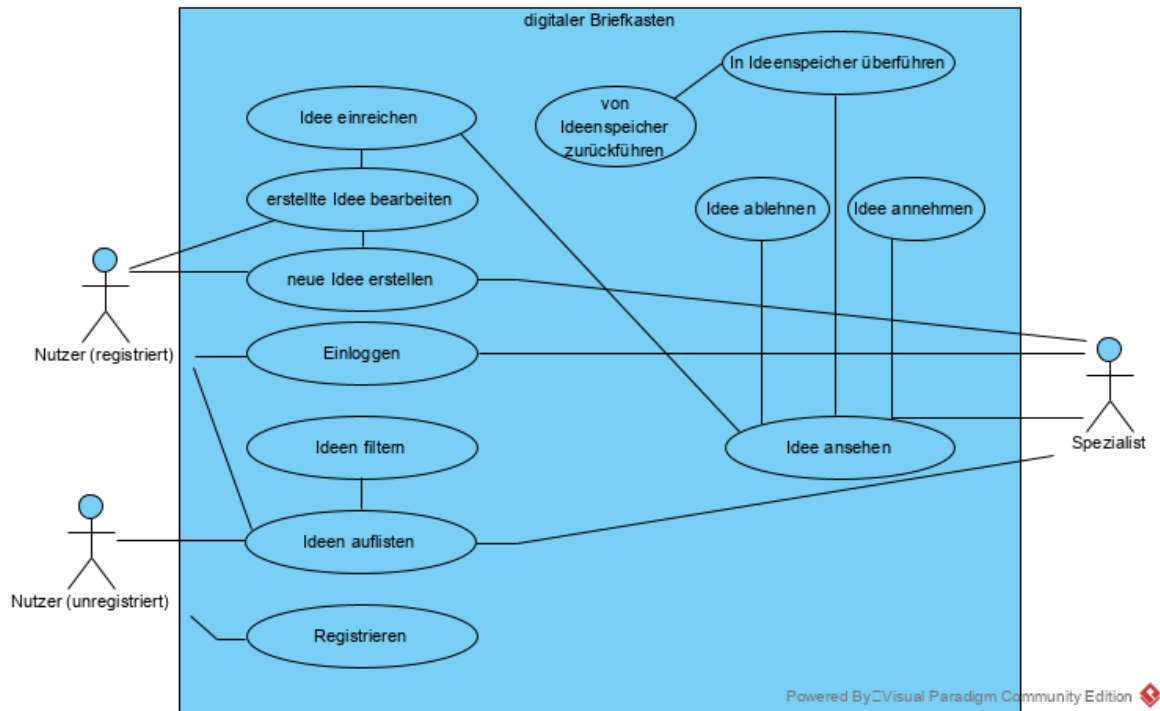 digitaler Briefkasten
In Ideenspeicher überführen
Idee einreichen
von
Ideenspeicher
zurückführen
erstellte Idee bearbeiten
Idee ablehnen
Idee annehmen
neue Idee erstellen
Nutzer (registriert)
Einloggen
Ideen filtern
Idee ansehen
Spezialist
Ideen auflisten
Nutzer (unregistriert)
Registrieren
Powered By Visual Paradigm Community Edition